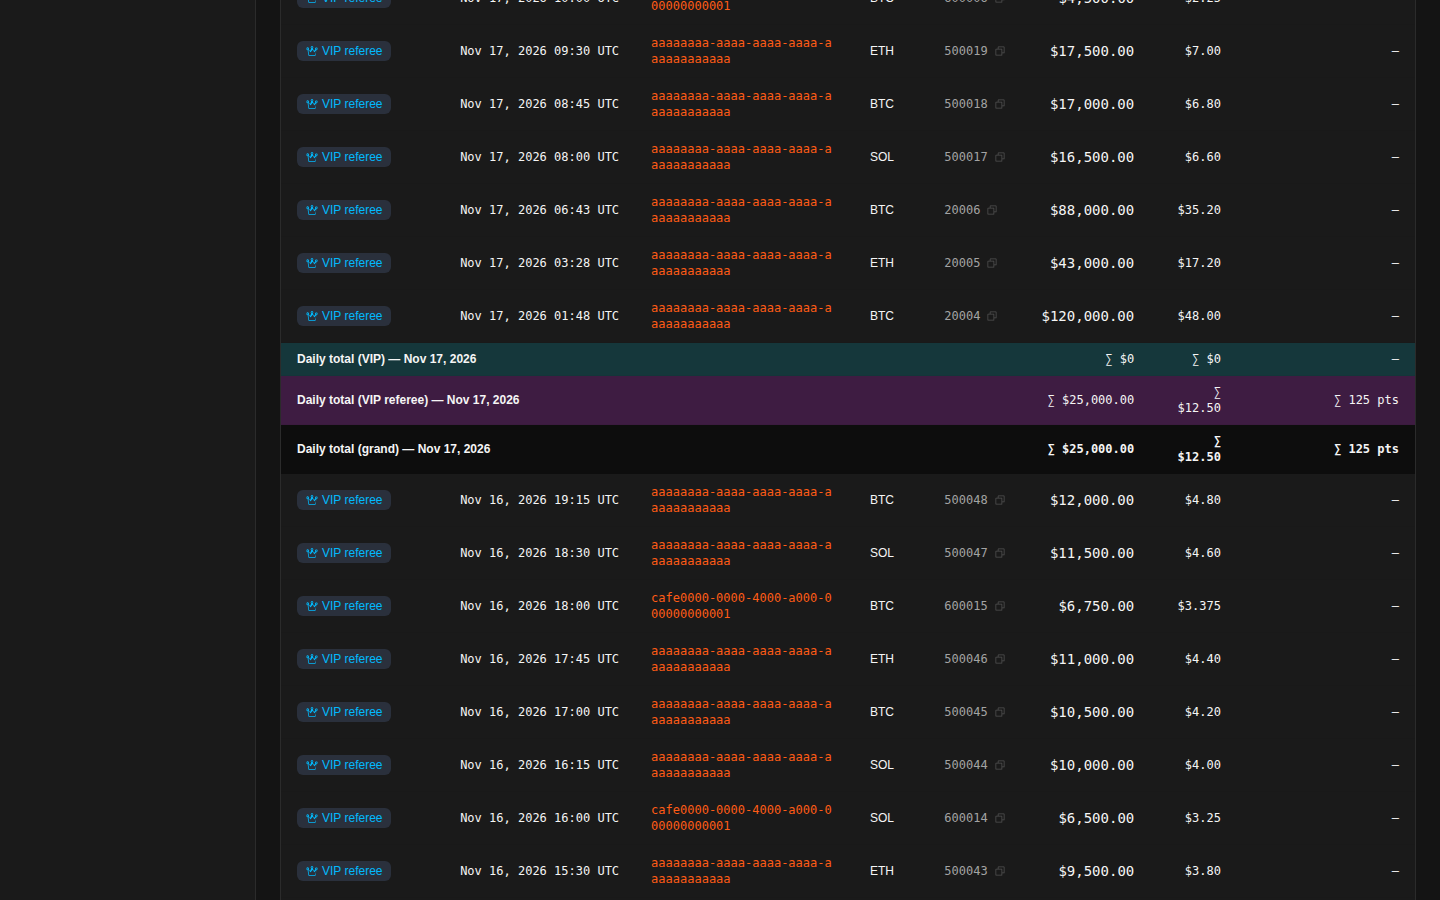 VIP referee Nov 17, 2026 10:00 UTC 00000000001 BTC 600006 $4,500.00 $2.25
VIP referee Nov 17, 2026 09:30 UTC aaaaaaaa-aaaa-aaaa-aaaa-a ETH 500019 $17,500.00 $7.00 —
aaaaaaaaaaa
VIP referee Nov 17, 2026 08:45 UTC aaaaaaaa-aaaa-aaaa-aaaa-a BTC 500018 $17,000.00 $6.80 —
aaaaaaaaaaa
VIP referee Nov 17, 2026 08:00 UTC aaaaaaaa-aaaa-aaaa-aaaa-a SOL 500017 $16,500.00 $6.60 —
aaaaaaaaaaa
VIP referee Nov 17, 2026 06:43 UTC aaaaaaaa-aaaa-aaaa-aaaa-a BTC 20006 $88,000.00 $35.20 —
aaaaaaaaaaa
VIP referee Nov 17, 2026 03:28 UTC aaaaaaaa-aaaa-aaaa-aaaa-a ETH 20005 $43,000.00 $17.20 —
aaaaaaaaaaa
VIP referee Nov 17, 2026 01:48 UTC aaaaaaaa-aaaa-aaaa-aaaa-a BTC 20004 $120,000.00 $48.00 —
aaaaaaaaaaa
Daily total (VIP) — Nov 17, 2026 ∑ $0 ∑ $0 —
Daily total (VIP referee) — Nov 17, 2026 ∑ $25,000.00 ∑ $12.50 ∑ 125 pts
Daily total (grand) — Nov 17, 2026 ∑ $25,000.00 ∑ $12.50 ∑ 125 pts
VIP referee Nov 16, 2026 19:15 UTC aaaaaaaa-aaaa-aaaa-aaaa-a BTC 500048 $12,000.00 $4.80 —
aaaaaaaaaaa
VIP referee Nov 16, 2026 18:30 UTC aaaaaaaa-aaaa-aaaa-aaaa-a SOL 500047 $11,500.00 $4.60 —
aaaaaaaaaaa
VIP referee Nov 16, 2026 18:00 UTC cafe0000-0000-4000-a000-0 BTC 600015 $6,750.00 $3.375 —
00000000001
VIP referee Nov 16, 2026 17:45 UTC aaaaaaaa-aaaa-aaaa-aaaa-a ETH 500046 $11,000.00 $4.40 —
aaaaaaaaaaa
VIP referee Nov 16, 2026 17:00 UTC aaaaaaaa-aaaa-aaaa-aaaa-a BTC 500045 $10,500.00 $4.20 —
aaaaaaaaaaa
VIP referee Nov 16, 2026 16:15 UTC aaaaaaaa-aaaa-aaaa-aaaa-a SOL 500044 $10,000.00 $4.00 —
aaaaaaaaaaa
VIP referee Nov 16, 2026 16:00 UTC cafe0000-0000-4000-a000-0 SOL 600014 $6,500.00 $3.25 —
00000000001
VIP referee Nov 16, 2026 15:30 UTC aaaaaaaa-aaaa-aaaa-aaaa-a ETH 500043 $9,500.00 $3.80 —
aaaaaaaaaaa